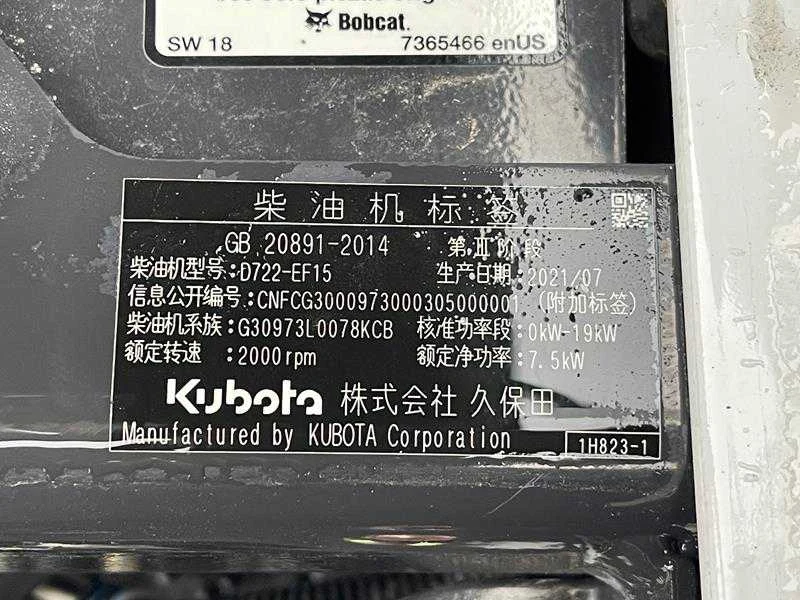 Bobcat.
SW 18 7365466 enUS
柴油机标签
GB 20891-2014 第Ⅲ阶段
柴油机型号:D722-EF15 生产日期:2021/07
信息公开编号:CNFCG3000973000305000001 (附加标签)
柴油机系族:G30973L0078KCB 核准功率段:0kW-19kW
额定转速:2000rpm 额定净功率:7.5kW
Kubota 株式会社 久保田
Manufactured by KUBOTA Corporation 1H823-1